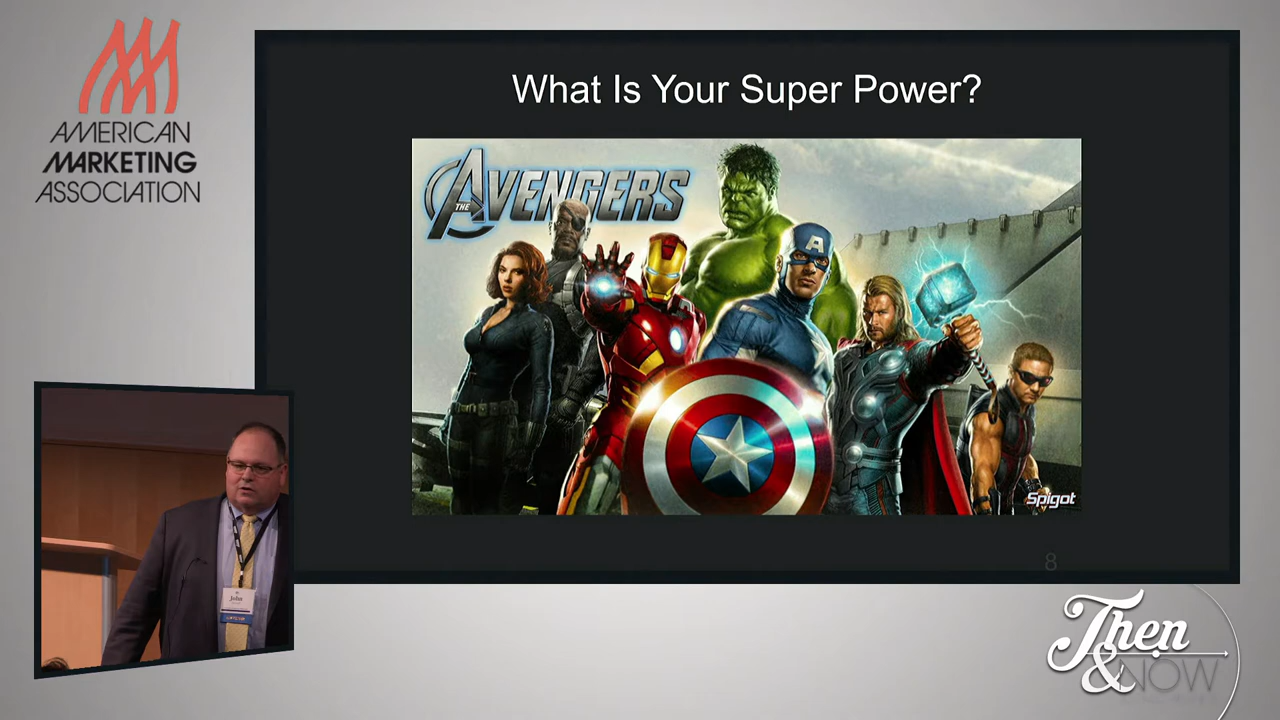 AMERICAN
MARKETING
ASSOCIATION
What Is Your Super Power?
THE AVENGERS
A
Spigot
8
John
Then
& NOW